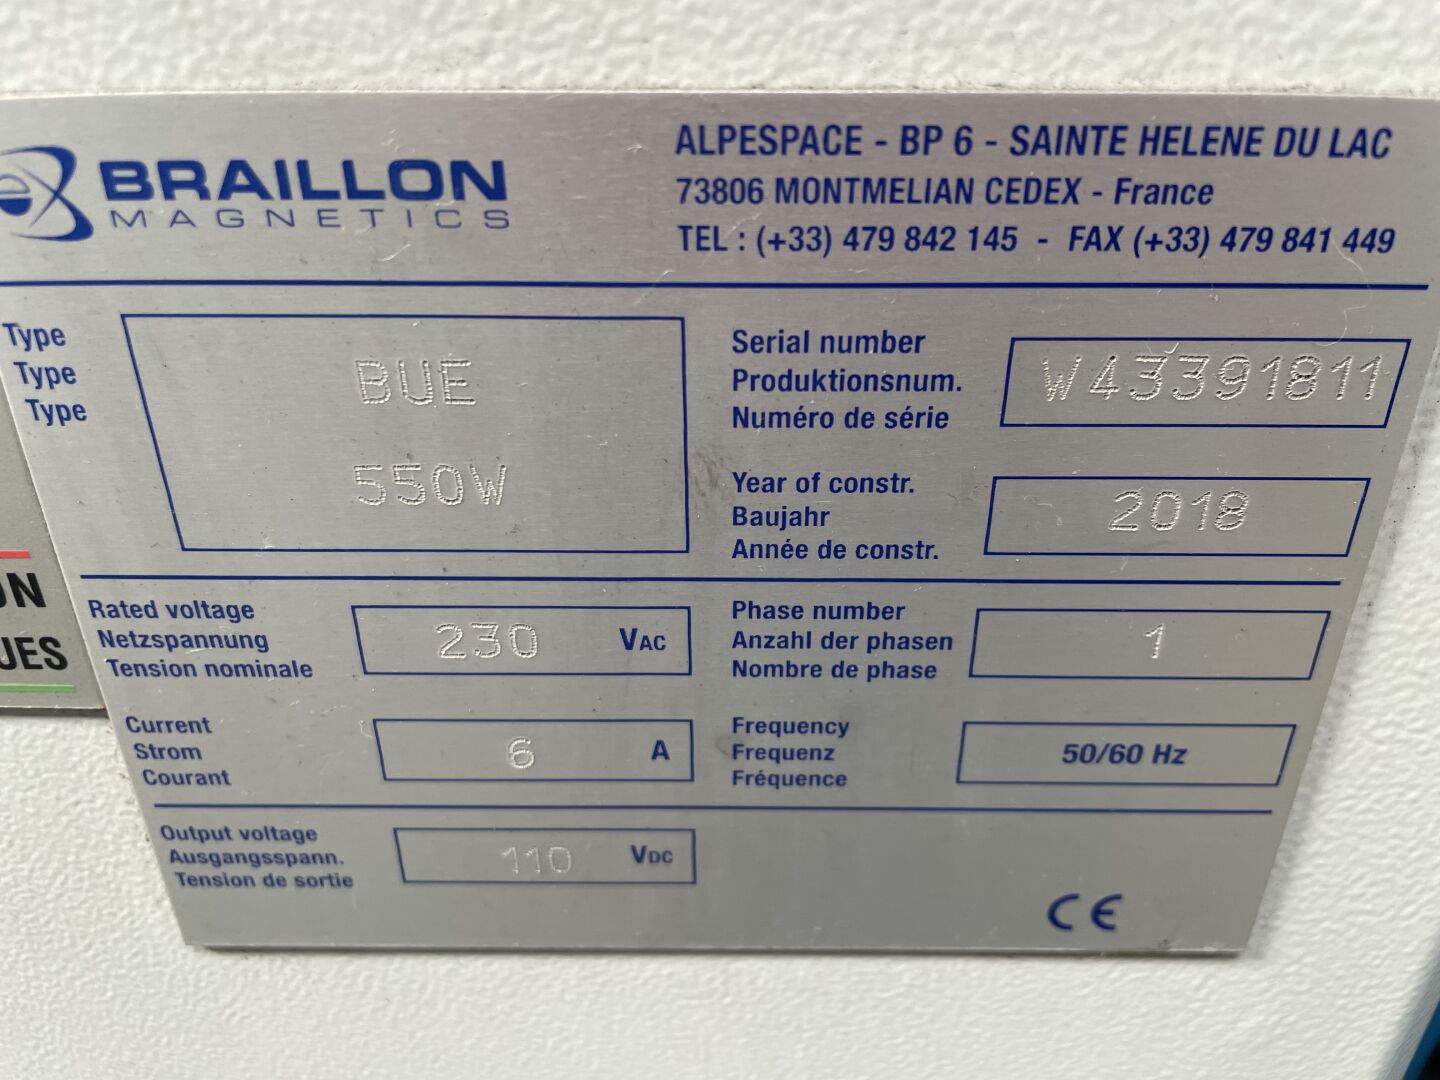 BRAILLON
MAGNETICS
ALPESPACE - BP 6 - SAINTE HELENE DU LAC
73806 MONTMELIAN CEDEX - France
TEL : (+33) 479 842 145 - FAX (+33) 479 841 449
Type
Type
Type
BUE
550W
Serial number
Produktionsnum.
Numéro de série
W43391811
Year of constr.
Baujahr
Année de constr.
2018
Rated voltage
Netzspannung
Tension nominale
230 VAC
Phase number
Anzahl der phasen
Nombre de phase
1
Current
Strom
Courant
6 A
Frequency
Frequenz
Fréquence
50/60 Hz
Output voltage
Ausgangsspann.
Tension de sortie
110 VDC
CE